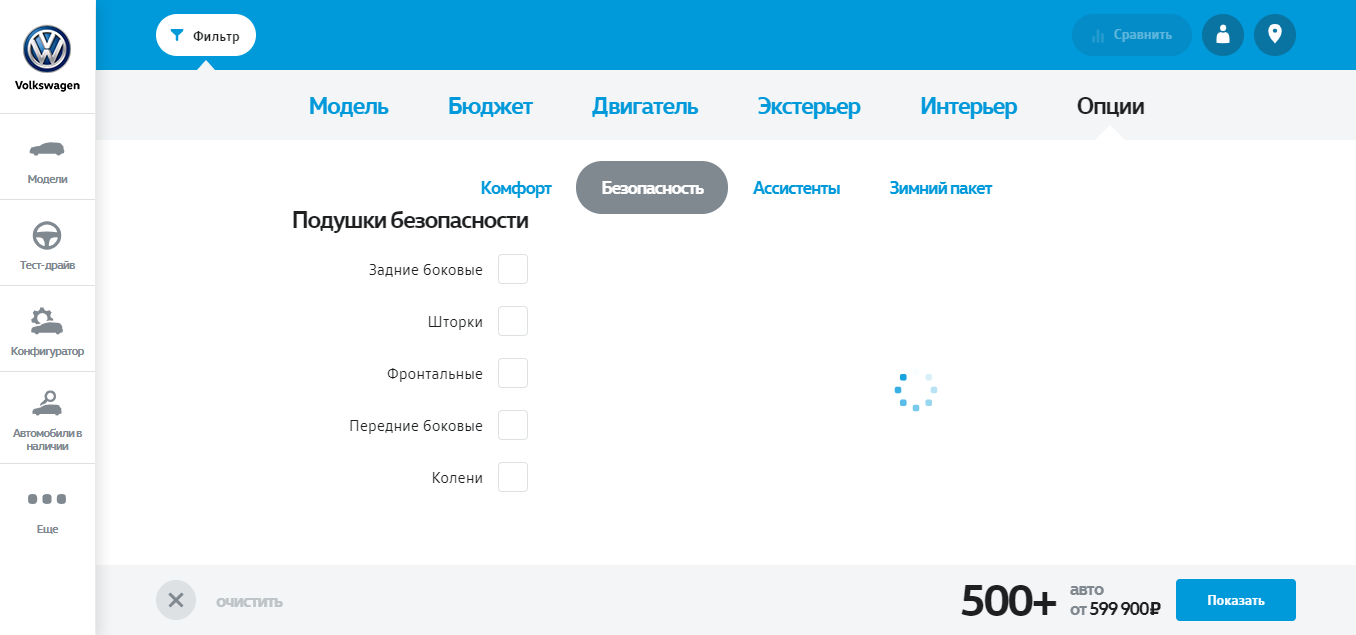 Volkswagen
Модели
Тест-драйв
Конфигуратор
Автомобили в
наличии
Еще
Фильтр
Сравнить
Модель Бюджет Двигатель Экстерьер Интерьер Опции
Комфорт Безопасность Ассистенты Зимний пакет
Подушки безопасности
Задние боковые
Шторки
Фронтальные
Передние боковые
Колени
очистить
500+
авто
от 599 900₽
Показать